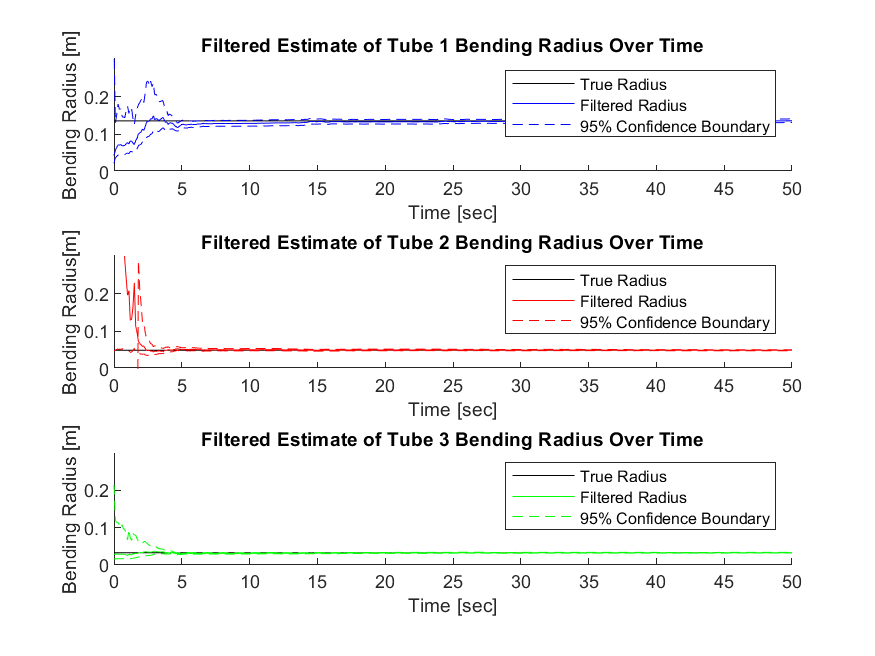 Filtered Estimate of Tube 1 Bending Radius Over Time
Bending Radius [m]
0.2
0.1
0
True Radius
Filtered Radius
95% Confidence Boundary
0 5 10 15 20 25 30 35 40 45 50
Time [sec]
Filtered Estimate of Tube 2 Bending Radius Over Time
Bending Radius[m]
0.2
0.1
0
True Radius
Filtered Radius
95% Confidence Boundary
0 5 10 15 20 25 30 35 40 45 50
Time [sec]
Filtered Estimate of Tube 3 Bending Radius Over Time
Bending Radius [m]
0.2
0.1
0
True Radius
Filtered Radius
95% Confidence Boundary
0 5 10 15 20 25 30 35 40 45 50
Time [sec]